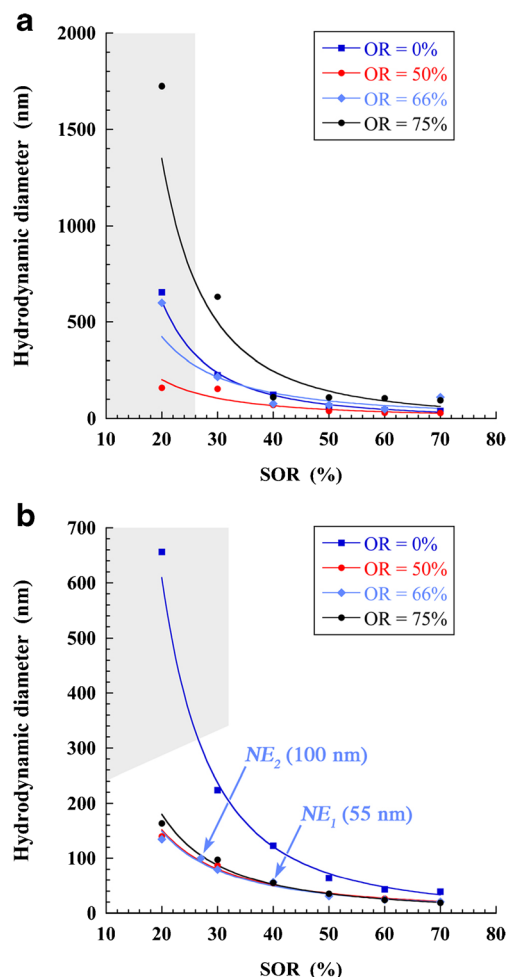 a
2000
1500
1000
500
0
Hydrodynamic diameter (nm)
OR = 0%
OR = 50%
OR = 66%
OR = 75%
10 20 30 40 50 60 70 80
SOR (%)
b
700
600
500
400
300
200
100
0
Hydrodynamic diameter (nm)
OR = 0%
OR = 50%
OR = 66%
OR = 75%
NE2 (100 nm)
NE1 (55 nm)
10 20 30 40 50 60 70 80
SOR (%)